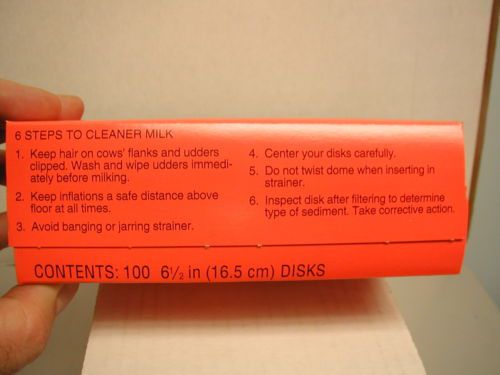 6 STEPS TO CLEANER MILK
1. Keep hair on cows' flanks and udders
clipped. Wash and wipe udders immedi-
ately before milking.
2. Keep inflations a safe distance above
floor at all times.
3. Avoid banging or jarring strainer.
4. Center your disks carefully.
5. Do not twist dome when inserting in
strainer.
6. Inspect disk after filtering to determine
type of sediment. Take corrective action.
CONTENTS: 100 6 1/2 in (16.5 cm) DISKS